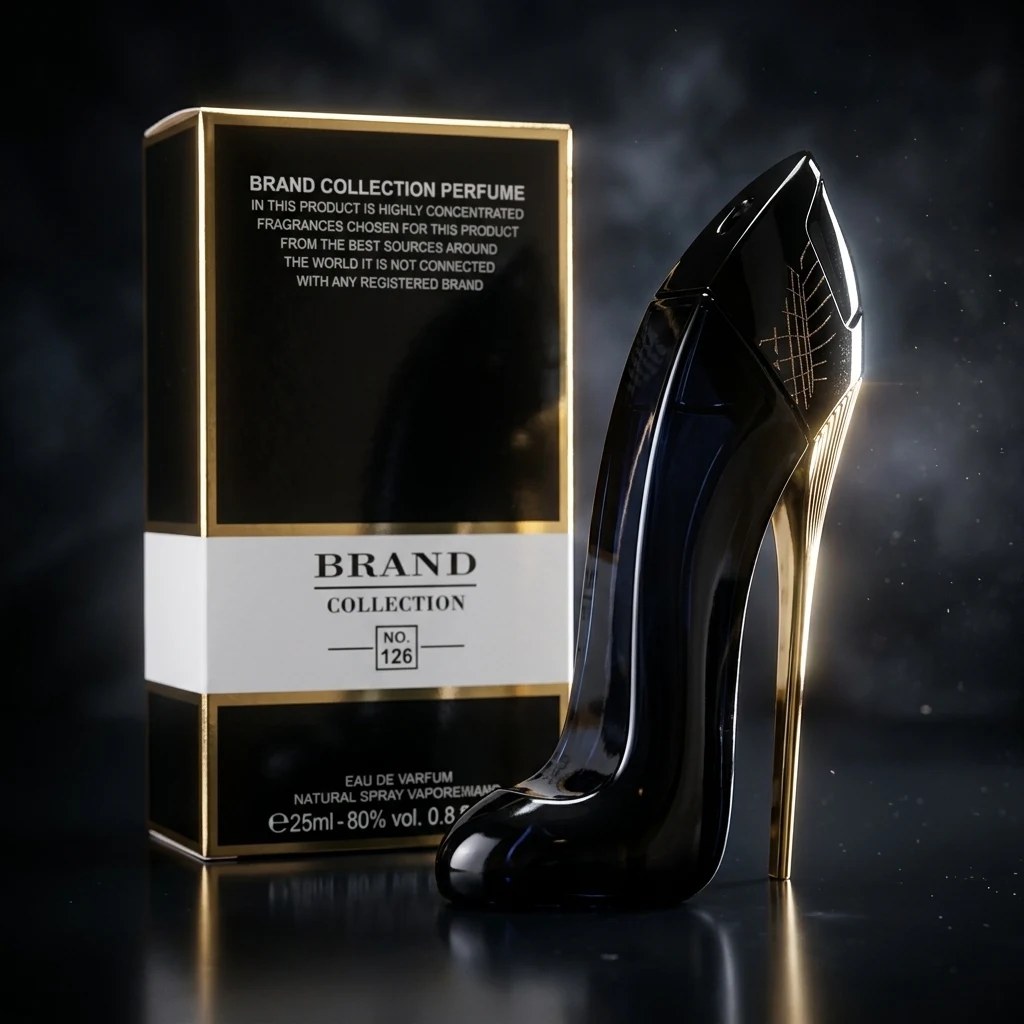 BRAND COLLECTION PERFUME
IN THIS PRODUCT IS HIGHLY CONCENTRATED
FRAGRANCES CHOSEN FOR THIS PRODUCT
FROM THE BEST SOURCES AROUND
THE WORLD IT IS NOT CONNECTED
WITH ANY REGISTERED BRAND
BRAND
COLLECTION
NO.
126
EAU DE VARFUM
NATURAL SPRAY
℮25ml - 80% vol. 0.8